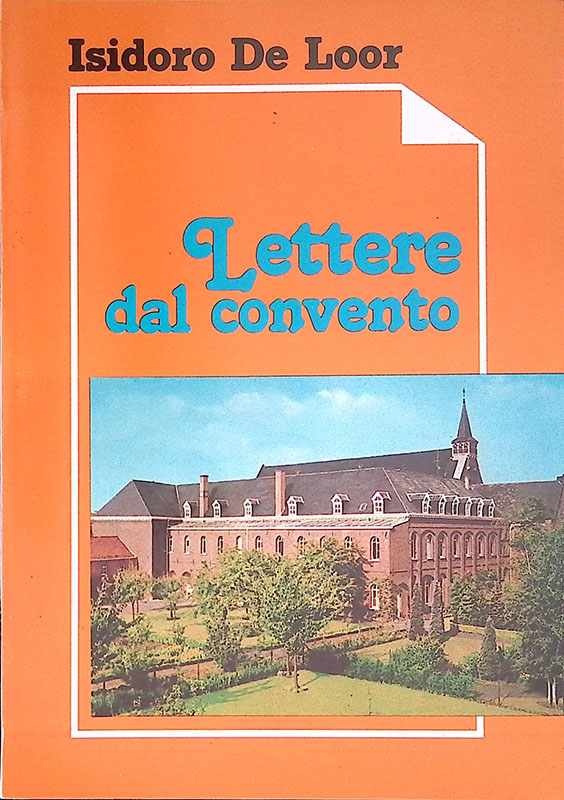 Isidoro De Loor
Lettere
dal convento